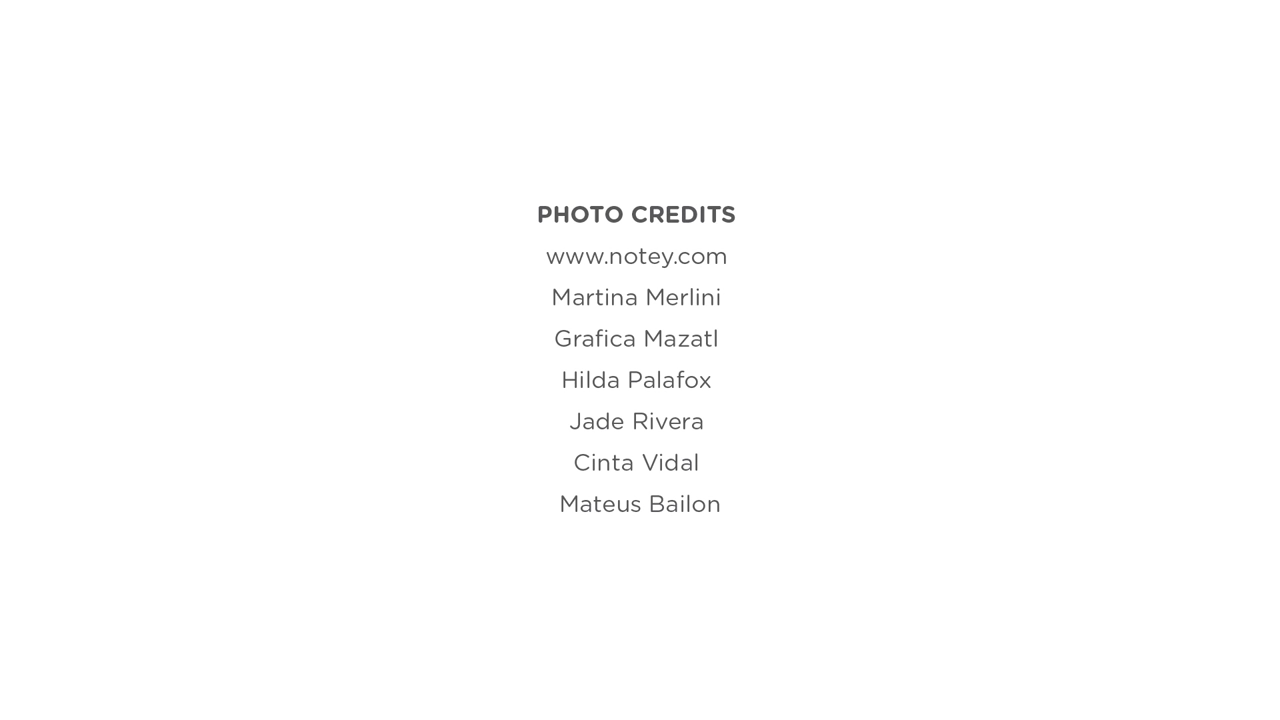 PHOTO CREDITS
www.notey.com
Martina Merlini
Grafica Mazatl
Hilda Palafox
Jade Rivera
Cinta Vidal
Mateus Bailon